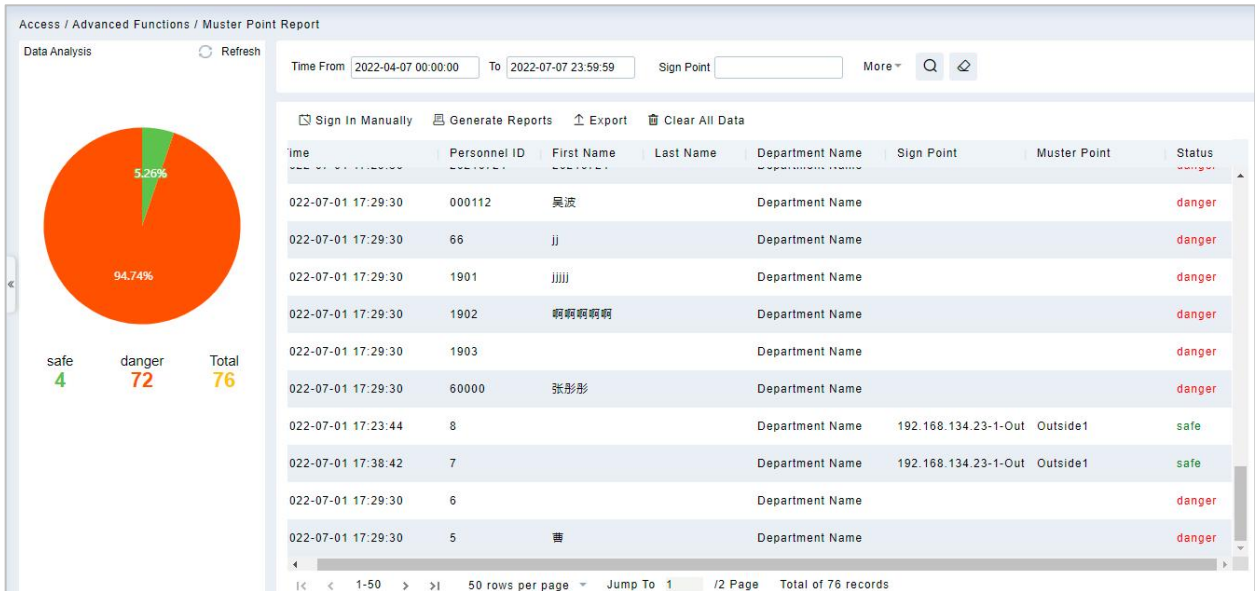 Access / Advanced Functions / Muster Point Report
Data Analysis Refresh
Time From 2022-04-07 00:00:00 To 2022-07-07 23:59:59 Sign Point More
Sign In Manually Generate Reports Export Clear All Data
ime Personnel ID First Name Last Name Department Name Sign Point Muster Point Status
022-07-01 17:29:30 000112 吴波 Department Name danger
022-07-01 17:29:30 66 jj Department Name danger
022-07-01 17:29:30 1901 jjjjj Department Name danger
022-07-01 17:29:30 1902 啊啊啊啊啊 Department Name danger
022-07-01 17:29:30 1903 Department Name danger
022-07-01 17:29:30 60000 张彤彤 Department Name danger
022-07-01 17:23:44 8 Department Name 192.168.134.23-1-Out Outside1 safe
022-07-01 17:38:42 7 Department Name 192.168.134.23-1-Out Outside1 safe
022-07-01 17:29:30 6 Department Name danger
022-07-01 17:29:30 5 曹 Department Name danger
1-50 50 rows per page Jump To 1 /2 Page Total of 76 records
5.26%
94.74%
safe danger Total
4 72 76